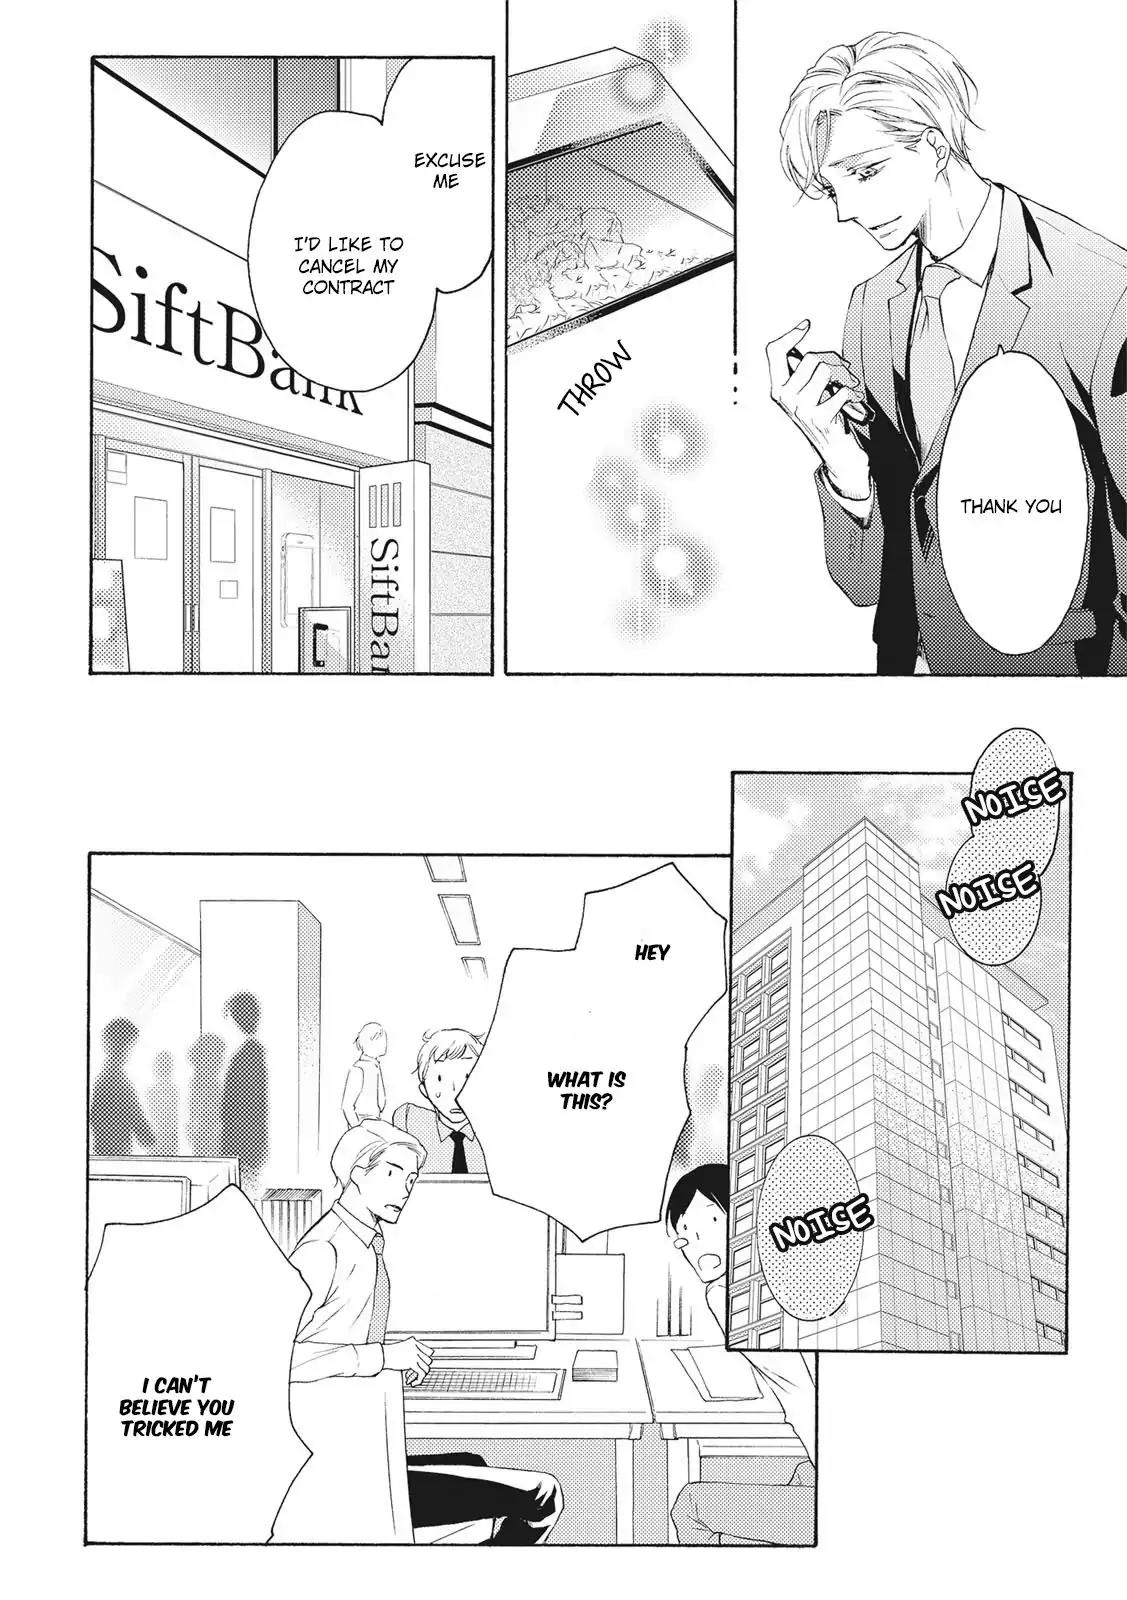 THANK YOU
THROW
EXCUSE
ME
I'D LIKE TO
CANCEL MY
CONTRACT
SiftBank
SiftBan
NOISE
NOISE
NOISE
HEY
WHAT IS
THIS?
I CAN'T
BELIEVE YOU
TRICKED ME